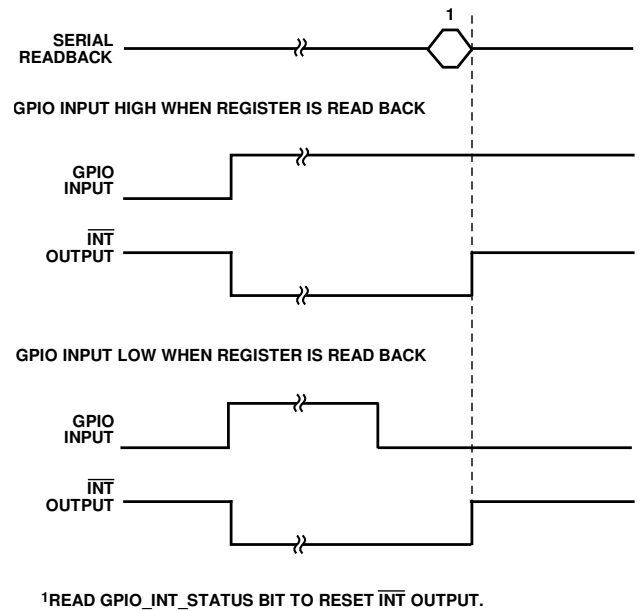 1
SERIAL
READBACK
GPIO INPUT HIGH WHEN REGISTER IS READ BACK
GPIO
INPUT
INT
OUTPUT
GPIO INPUT LOW WHEN REGISTER IS READ BACK
GPIO
INPUT
INT
OUTPUT
1READ GPIO_INT_STATUS BIT TO RESET INT OUTPUT.